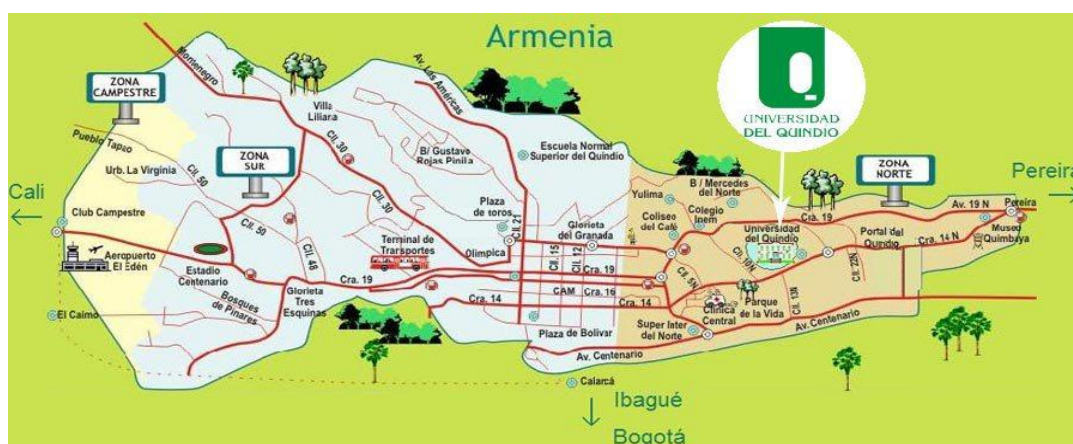 Armenia
UNIVERSIDAD
DEL QUINDIO
ZONA
CAMPESTRE
ZONA
SUR
ZONA
NORTE
Cali
Pereira
Montenegro
Villa
Liliana
Av. Las Américas
Cll. 30
B/ Gustavo
Rojas Pinilla
Escuela Normal
Superior del Quindío
Pueblo Tapao
Urb. La Virginia
Cll. 50
Club Campestre
Aeropuerto
El Edén
Estadio
Centenario
Cll. 50
Cll. 48
Cll. 30
Terminal de
Transportes
Plaza
de toros
Cll. 21
Olímpica
Glorieta
del Granada
Cll. 15
Cll. 12
Cra. 19
Cra. 19
Cra. 14
CAM
Cra. 16
Cra. 14
Glorieta Tres
Esquinas
Bosques
de Pinares
El Caimo
Plaza de Bolivar
Av. Centenario
Calarcá
Ibagué
Bogotá
Yulima
B / Mercedes
del Norte
Coliseo
del Café
Colegio
Inem
Universidad
del Quindío
Cra. 19
Av. 19 N
Pereira
Museo
Quimbaya
Portal del
Quindío
Cra. 14 N
Cll. 22N
Cll. 10N
Cll. 5N
Cll. 13N
Clínica
Central
Parque
de la Vida
Super Inter
del Norte
Av. Centenario